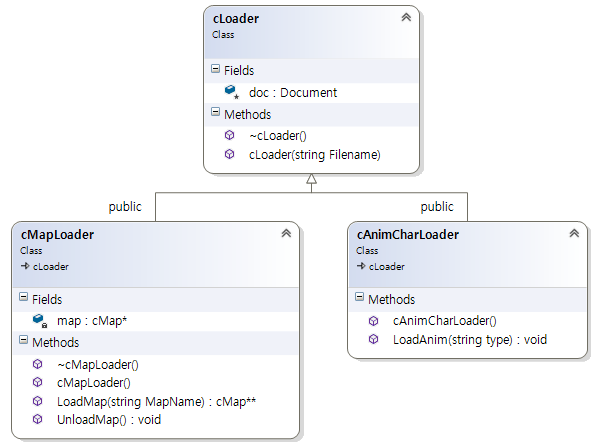 cLoader
Class
Fields
doc : Document
Methods
~cLoader()
cLoader(string Filename)
public
public
cMapLoader
Class
cLoader
Fields
map : cMap*
Methods
~cMapLoader()
cMapLoader()
LoadMap(string MapName) : cMap**
UnloadMap() : void
cAnimCharLoader
Class
cLoader
Methods
cAnimCharLoader()
LoadAnim(string type) : void